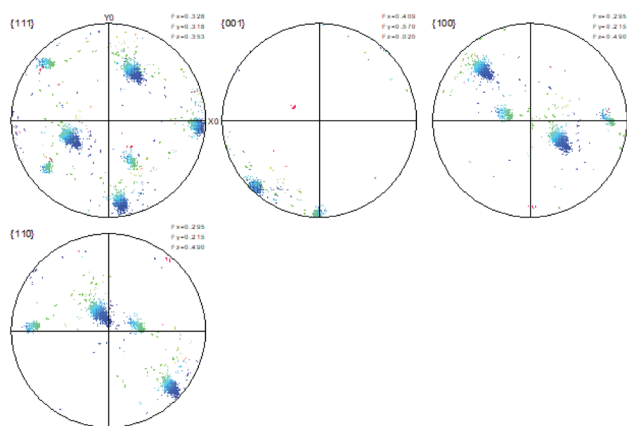 {111}
Y0
Fx=0.328
Fy=0.318
Fz=0.353
X0
{001}
Fx=0.409
Fy=0.570
Fz=0.020
{100}
Fx=0.295
Fy=0.215
Fz=0.490
{110}
Fx=0.295
Fy=0.215
Fz=0.490